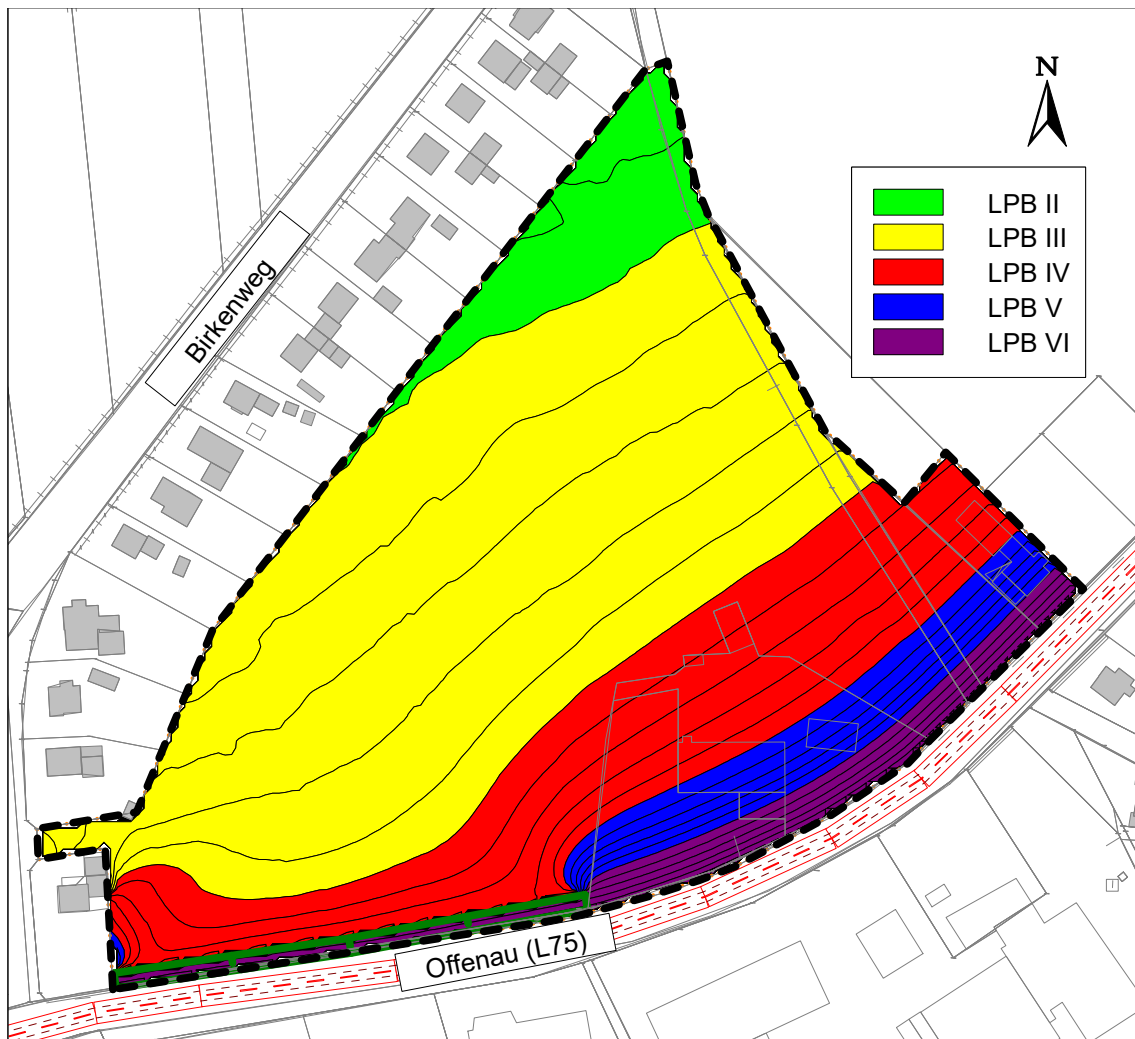 N
LPB II
LPB III
LPB IV
LPB V
LPB VI
Birkenweg
Offenau (L75)